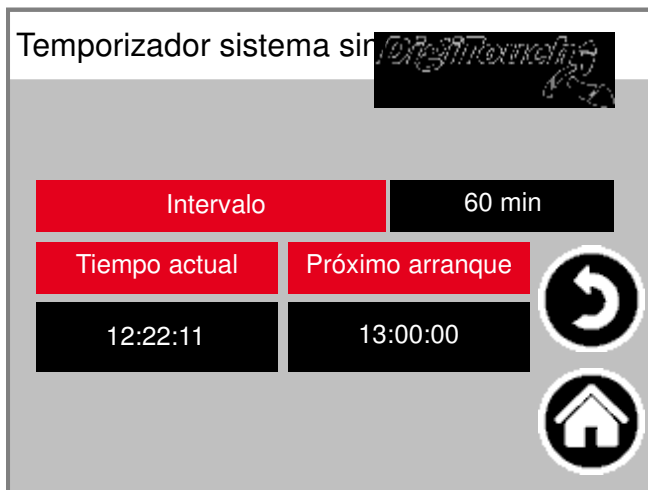 Temporizador sistema sin
DigiTouch
Intervalo
60 min
Tiempo actual
Próximo arranque
12:22:11
13:00:00